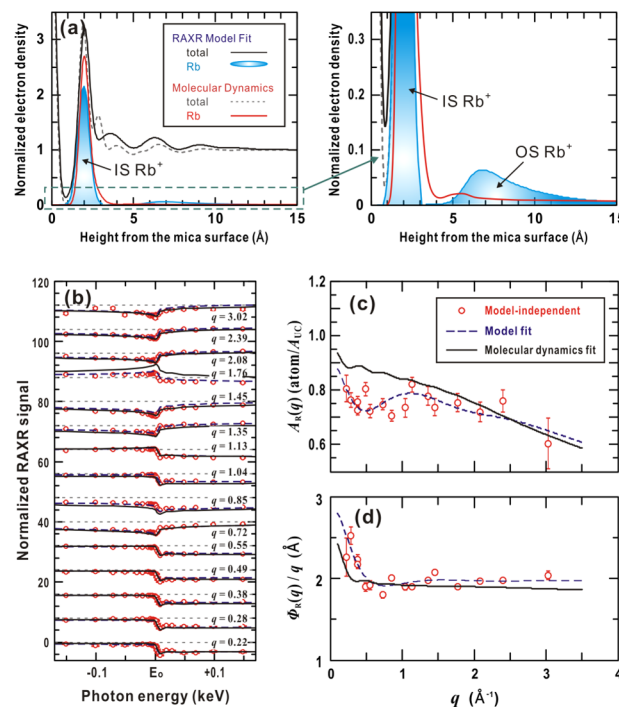 (a)
RAXR Model Fit
total
Rb
Molecular Dynamics
total
Rb
IS Rb⁺
Normalized electron density
3
2
1
0
0 5 10 15
Height from the mica surface (Å)
IS Rb⁺
OS Rb⁺
Normalized electron density
0.3
0.2
0.1
0
0 5 10 15
Height from the mica surface (Å)
(b)
Normalized RAXR signal
120
100
80
60
40
20
0
q = 3.02
q = 2.39
q = 2.08
q = 1.76
q = 1.45
q = 1.35
q = 1.13
q = 1.04
q = 0.85
q = 0.72
q = 0.55
q = 0.49
q = 0.38
q = 0.28
q = 0.22
-0.1 E₀ +0.1
Photon energy (keV)
(c)
Model-independent
Model fit
Molecular dynamics fit
A_R(q) (atom/A_UC)
1.2
1.0
0.8
0.6
(d)
Φ_R(q) / q (Å)
3
2
1
0 1 2 3 4
q (Å⁻¹)